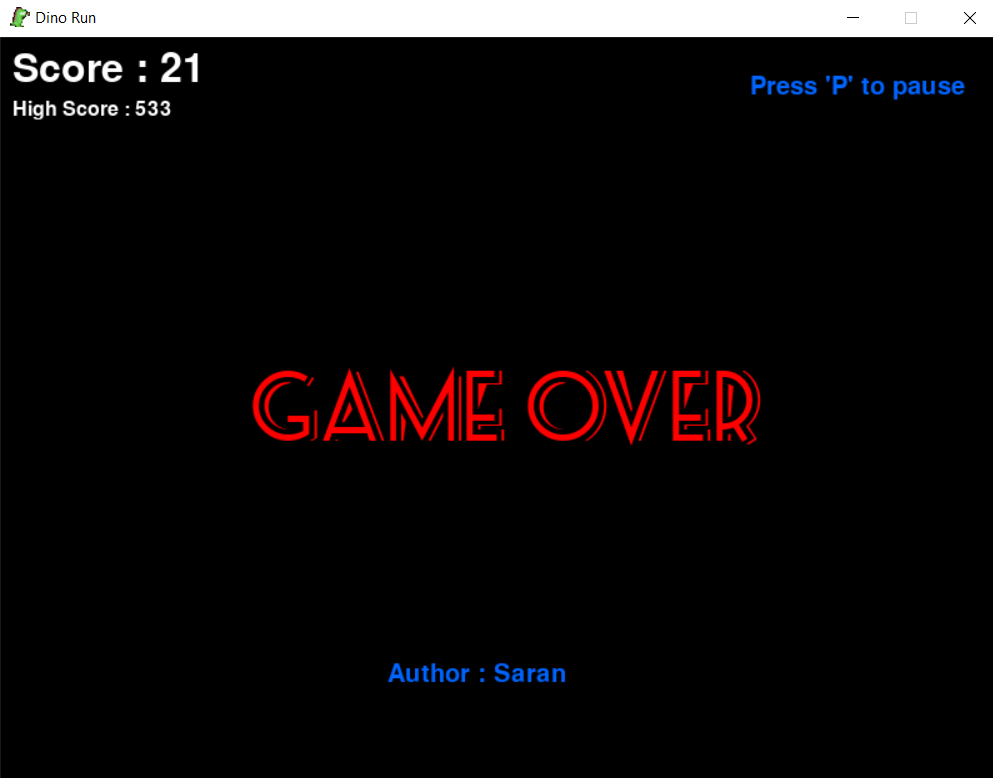 Dino Run
Score : 21
High Score : 533
Press 'P' to pause
GAME OVER
Author : Saran